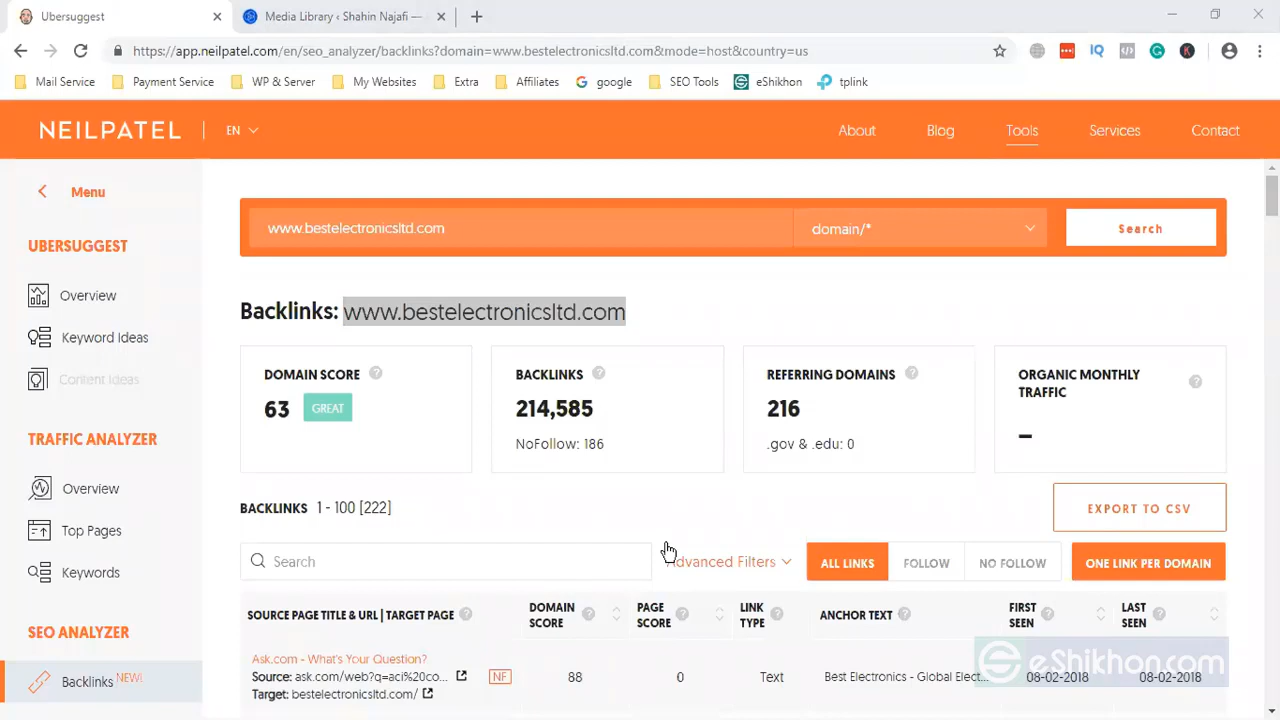 Ubersuggest
Media Library ‹ Shahin Najafi —
https://app.neilpatel.com/en/seo_analyzer/backlinks?domain=www.bestelectronicsltd.com&mode=host&country=us
Mail Service Payment Service WP & Server My Websites Extra Affiliates google SEO Tools eShikhon tplink
NEILPATEL EN About Blog Tools Services Contact
Menu
www.bestelectronicsltd.com domain/* Search
UBERSUGGEST
Overview
Keyword Ideas
Content Ideas
TRAFFIC ANALYZER
Overview
Top Pages
Keywords
SEO ANALYZER
Backlinks NEW!
Backlinks: www.bestelectronicsltd.com
DOMAIN SCORE
63 GREAT
BACKLINKS
214,585
NoFollow: 186
REFERRING DOMAINS
216
.gov & .edu: 0
ORGANIC MONTHLY
TRAFFIC
–
BACKLINKS 1 - 100 [222]
EXPORT TO CSV
Search Advanced Filters ALL LINKS FOLLOW NO FOLLOW ONE LINK PER DOMAIN
SOURCE PAGE TITLE & URL | TARGET PAGE
DOMAIN
SCORE
PAGE
SCORE
LINK
TYPE
ANCHOR TEXT
FIRST
SEEN
LAST
SEEN
Ask.com - What's Your Question?
Source: ask.com/web?q=aci%20co... NF 88 0 Text Best Electronics - Global Elect... 08-02-2018 08-02-2018
Target: bestelectronicsltd.com/
eShikhon.com